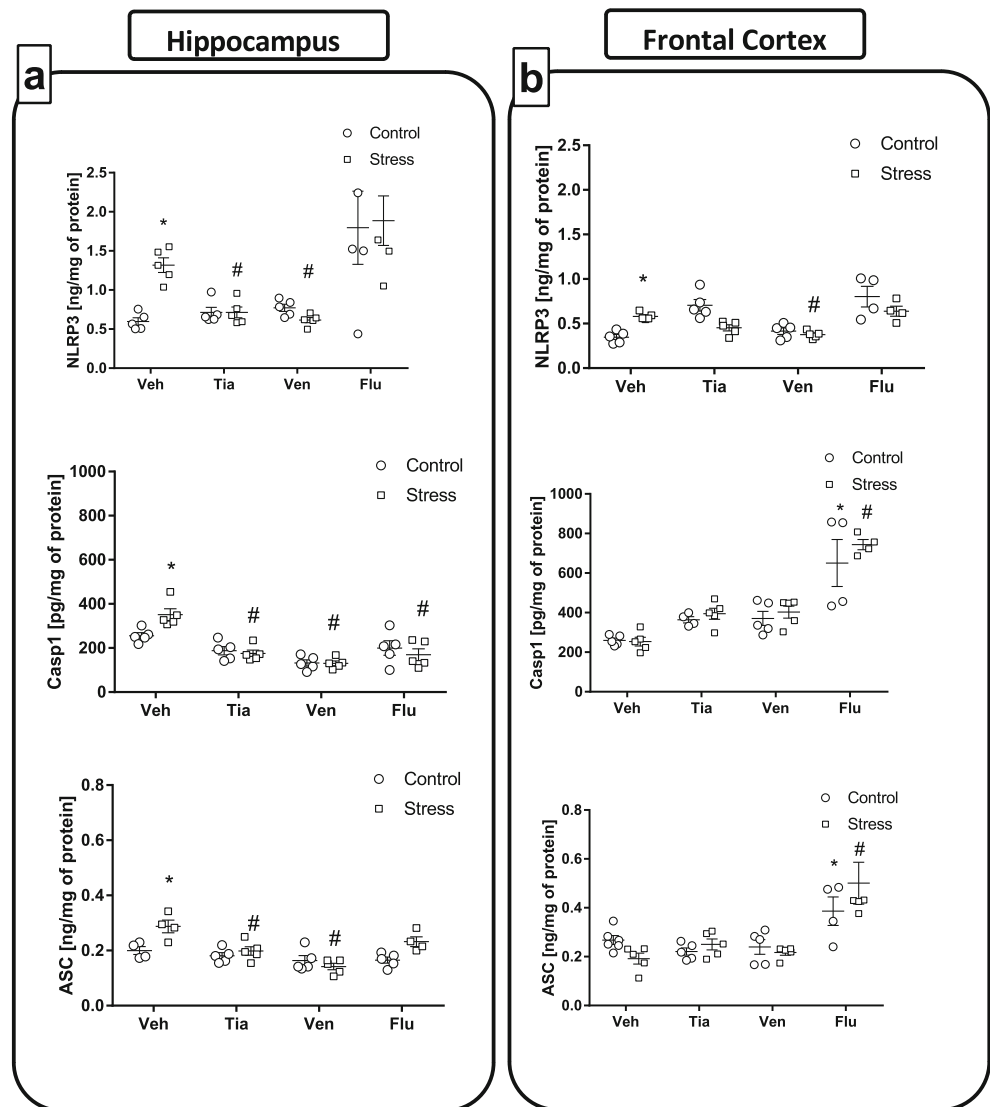 Hippocampus
a
Control
Stress
NLRP3 [ng/mg of protein]
2.5
2.0
1.5
1.0
0.5
0.0
*
#
#
Veh Tia Ven Flu
Control
Stress
Casp1 [pg/mg of protein]
1000
800
600
400
200
0
*
#
#
#
Veh Tia Ven Flu
Control
Stress
ASC [ng/mg of protein]
0.8
0.6
0.4
0.2
0.0
*
#
#
Veh Tia Ven Flu
Frontal Cortex
b
Control
Stress
NLRP3 [ng/mg of protein]
2.5
2.0
1.5
1.0
0.5
0.0
*
#
Veh Tia Ven Flu
Control
Stress
Casp1 [pg/mg of protein]
1000
800
600
400
200
0
* #
Veh Tia Ven Flu
Control
Stress
ASC [ng/mg of protein]
0.8
0.6
0.4
0.2
0.0
* #
Veh Tia Ven Flu